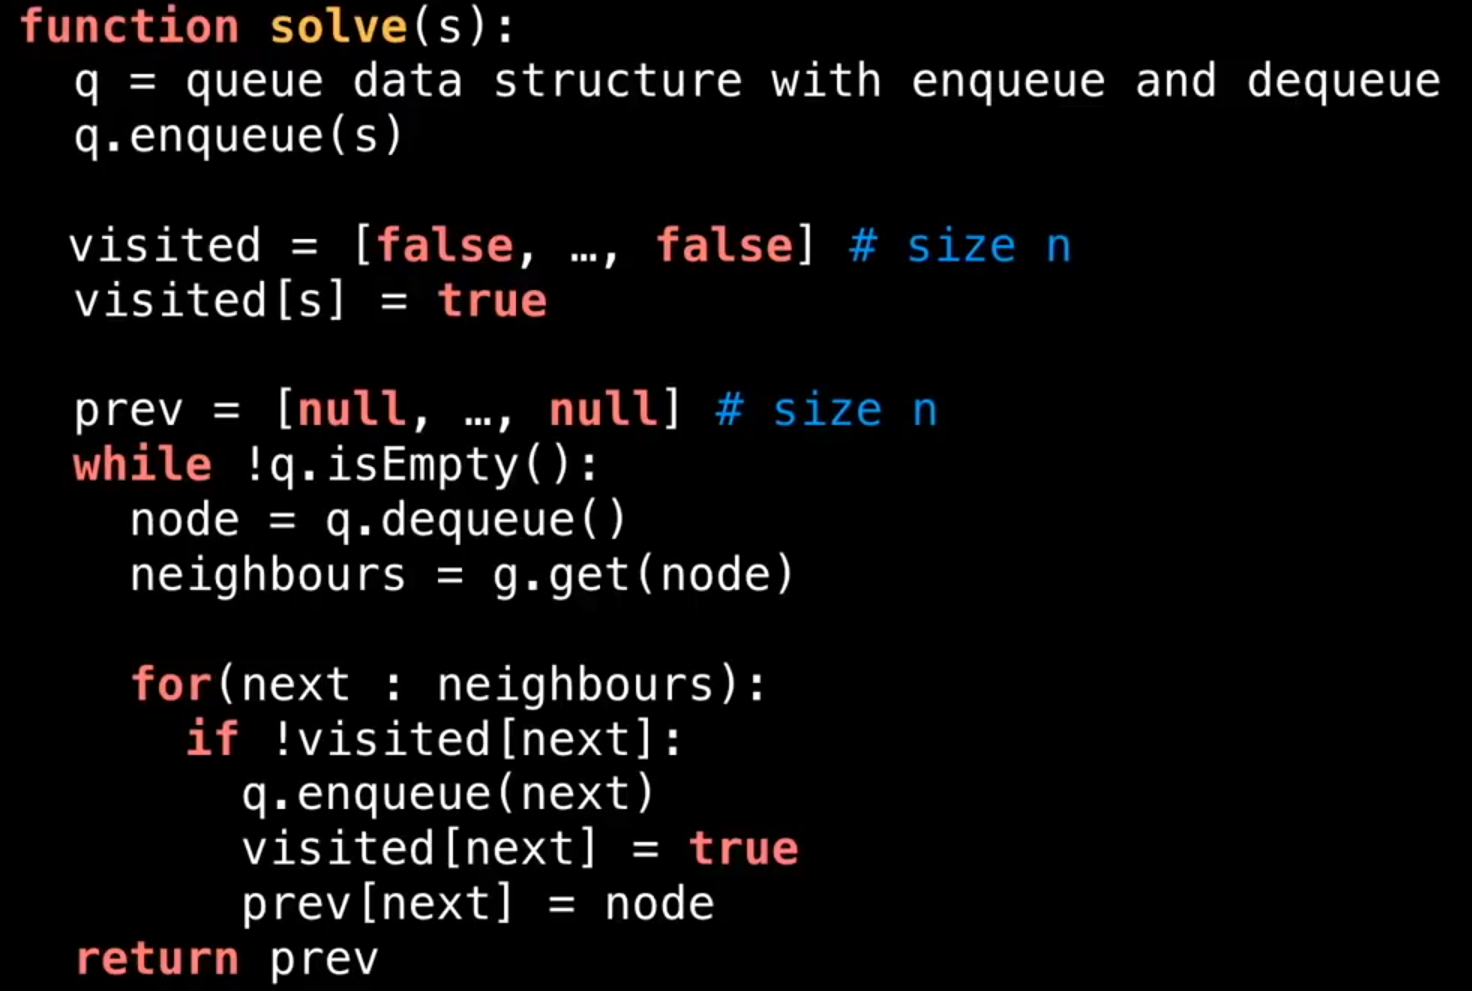 function solve(s):
q = queue data structure with enqueue and dequeue
q.enqueue(s)
visited = [false, …, false] # size n
visited[s] = true
prev = [null, …, null] # size n
while !q.isEmpty():
node = q.dequeue()
neighbours = g.get(node)
for(next : neighbours):
if !visited[next]:
q.enqueue(next)
visited[next] = true
prev[next] = node
return prev